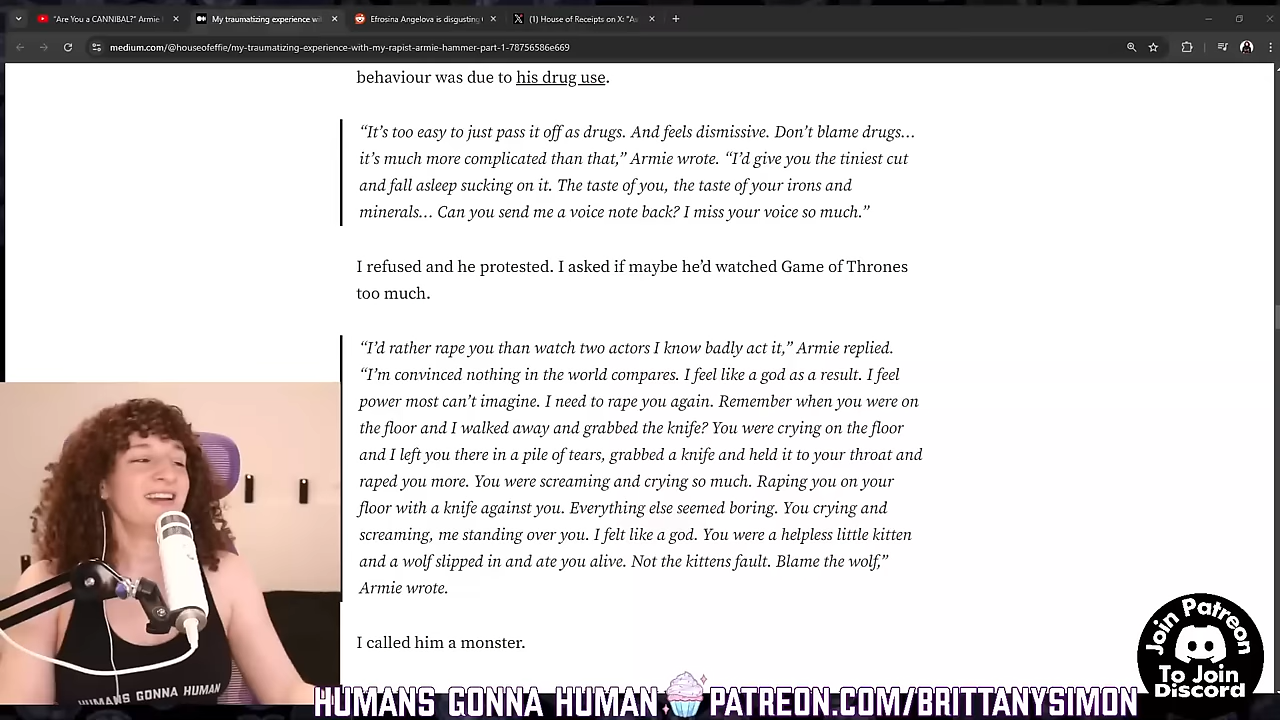 "Are You a CANNIBAL?" Armie
My traumatizing experience wi
Efrosina Angelova is disgusting
(1) House of Receipts on X: "As
medium.com/@houseofeffie/my-traumatizing-experience-with-my-rapist-armie-hammer-part-1-78756586e669
behaviour was due to his drug use.
“It’s too easy to just pass it off as drugs. And feels dismissive. Don’t blame drugs…
it’s much more complicated than that,” Armie wrote. “I’d give you the tiniest cut
and fall asleep sucking on it. The taste of you, the taste of your irons and
minerals… Can you send me a voice note back? I miss your voice so much.”
I refused and he protested. I asked if maybe he’d watched Game of Thrones
too much.
“I’d rather rape you than watch two actors I know badly act it,” Armie replied.
“I’m convinced nothing in the world compares. I feel like a god as a result. I feel
power most can’t imagine. I need to rape you again. Remember when you were on
the floor and I walked away and grabbed the knife? You were crying on the floor
and I left you there in a pile of tears, grabbed a knife and held it to your throat and
raped you more. You were screaming and crying so much. Raping you on your
floor with a knife against you. Everything else seemed boring. You crying and
screaming, me standing over you. I felt like a god. You were a helpless little kitten
and a wolf slipped in and ate you alive. Not the kittens fault. Blame the wolf,”
Armie wrote.
I called him a monster.
HUMANS GONNA HUMAN
Join Patreon
To Join
Discord
HUMANS GONNA HUMAN PATREON.COM/BRITTANYSIMON